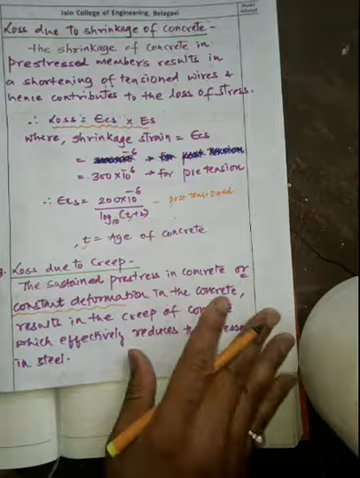 Jain College of Engineering, Belagavi
Loss due to shrinkage of concrete -
the shrinkage of concrete in
prestressed members results in
a shortening of tensioned wires &
hence contributes to the loss of stress.
∴ Loss = Ecs × Es
where, shrinkage strain = Ecs
=
= 300×10⁻⁶ → for pretension
∴ Ecs = 200×10⁻⁶ / log₁₀(t+2) - post tensioned
t = Age of concrete
Loss due to Creep -
The sustained prestress in concrete or
constant deformation in the concrete,
results in the creep of
which effectively reduces
in steel.